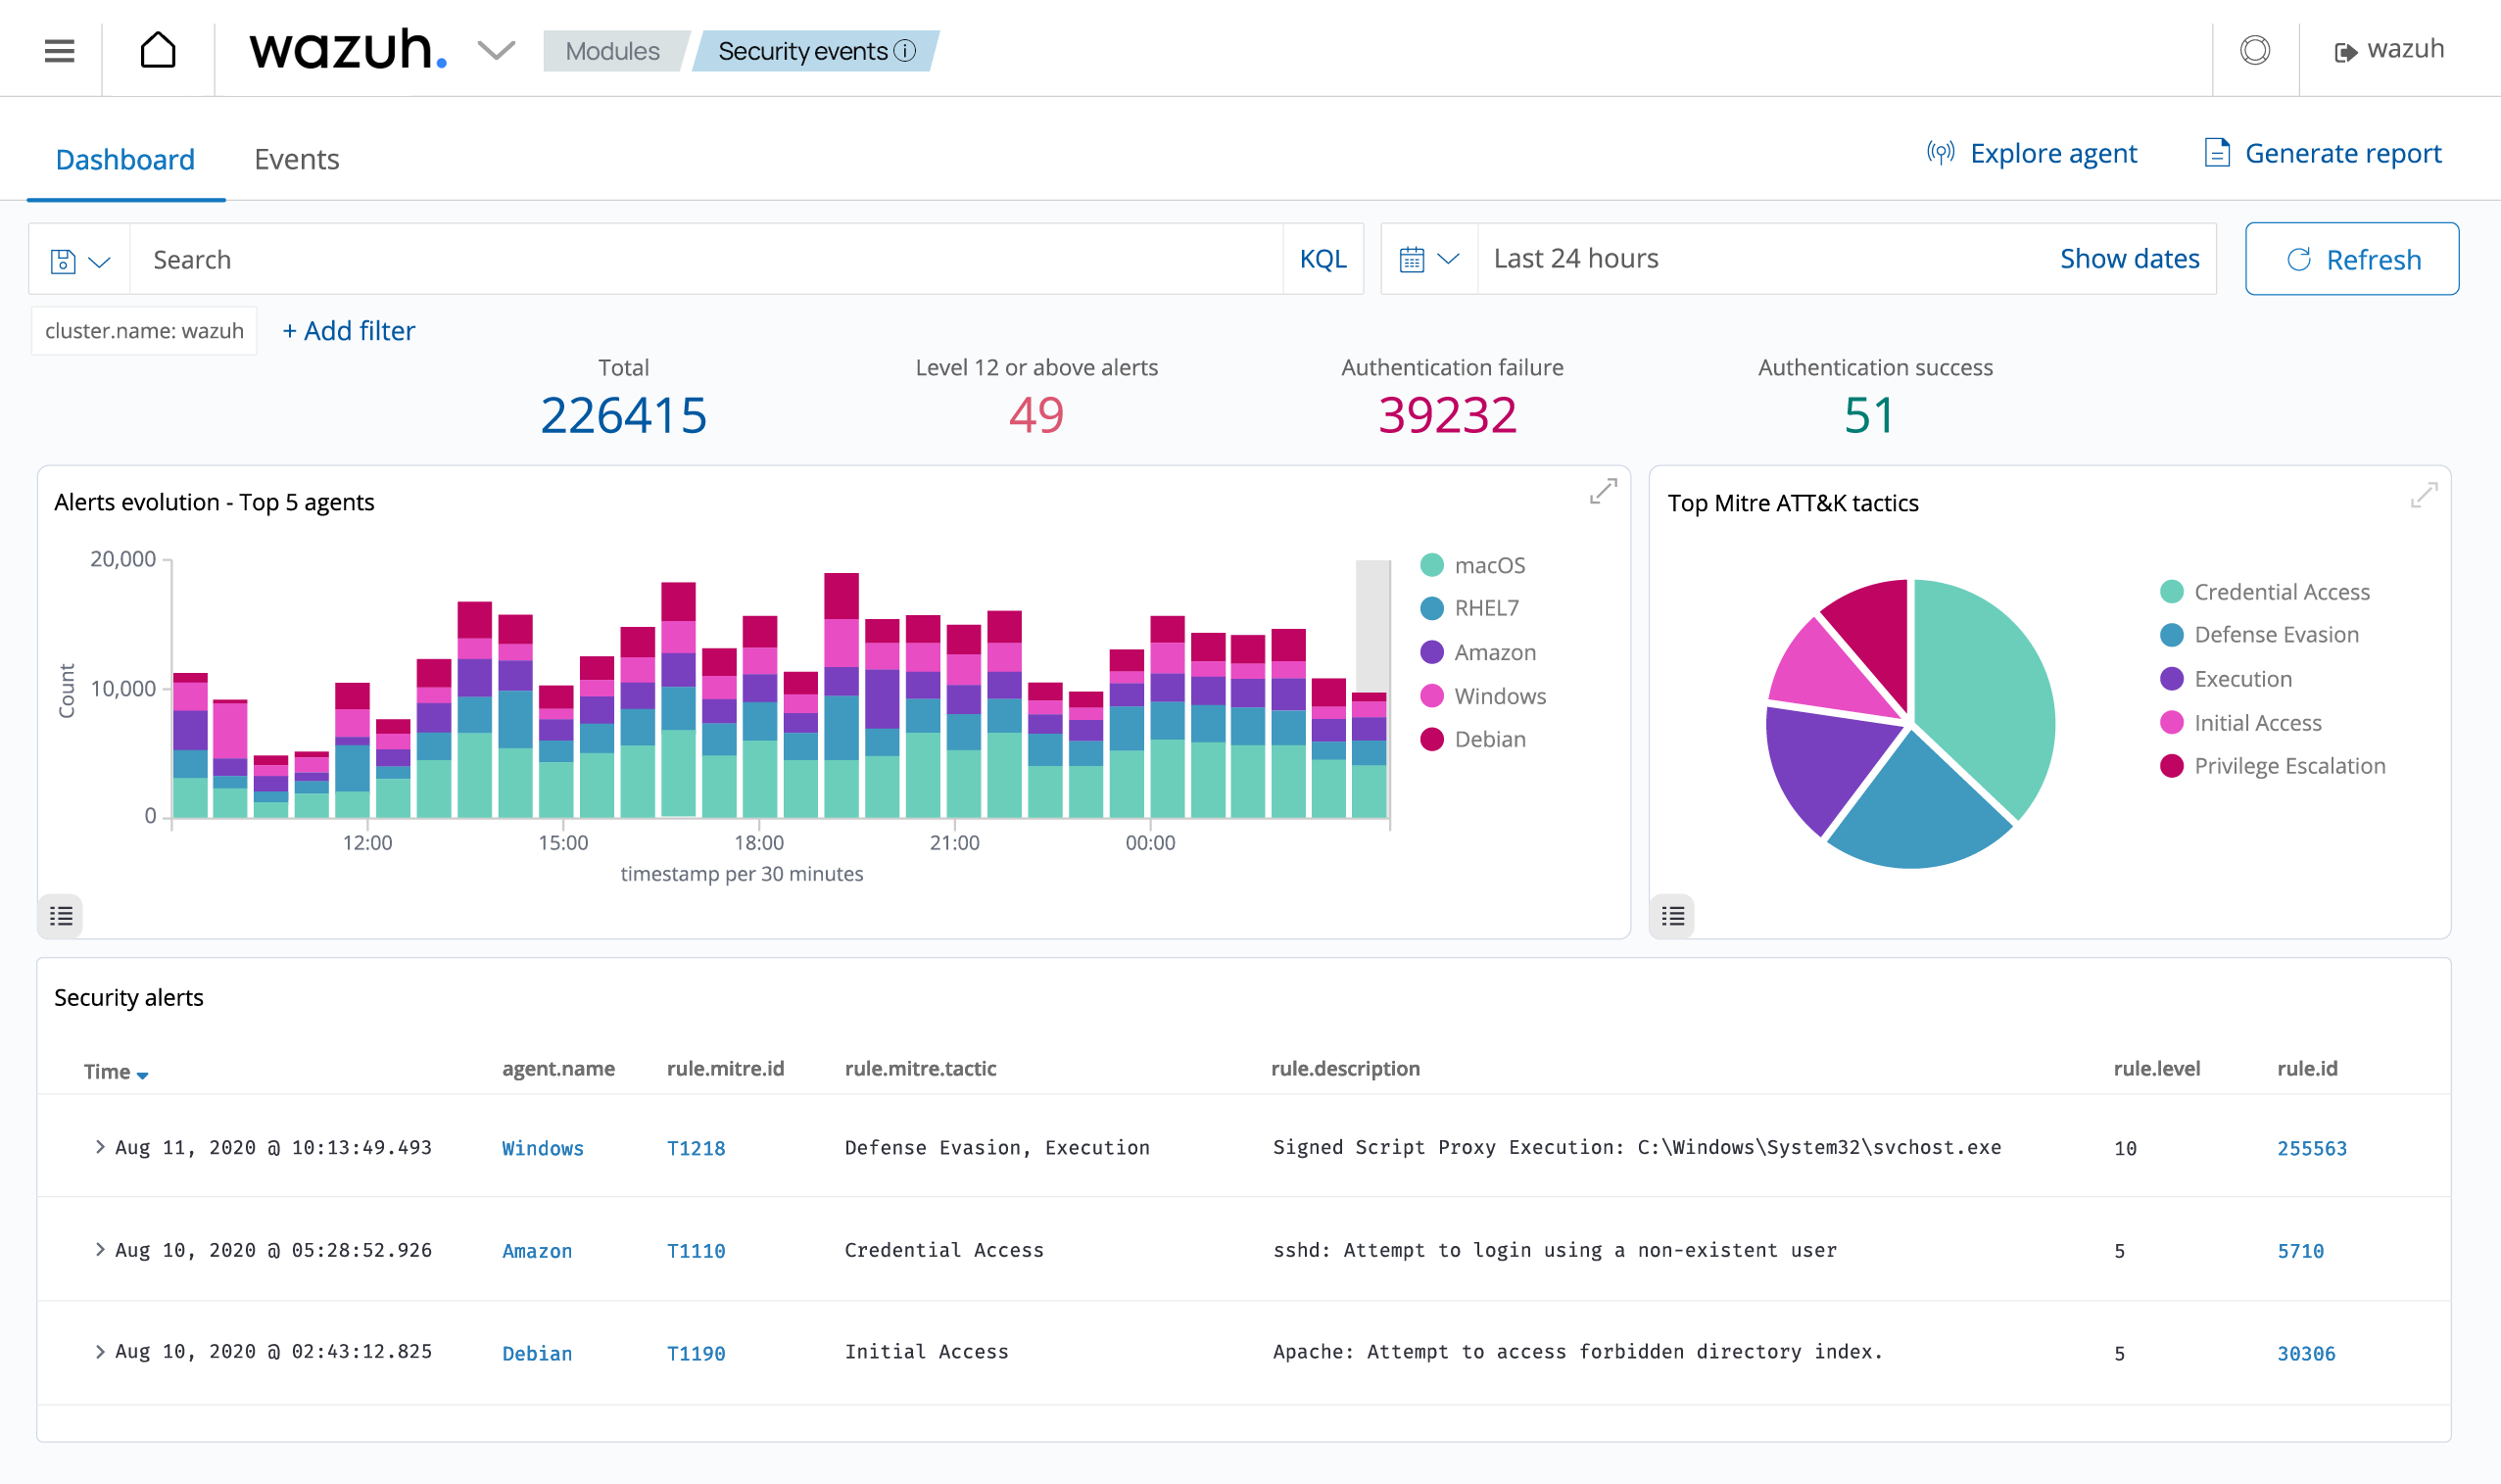 wazuh.
Modules
Security events
wazuh
Dashboard
Events
Explore agent
Generate report
Search
KQL
Last 24 hours
Show dates
Refresh
cluster.name: wazuh
+ Add filter
Total
226415
Level 12 or above alerts
49
Authentication failure
39232
Authentication success
51
Alerts evolution - Top 5 agents
20,000
10,000
0
Count
12:00
15:00
18:00
21:00
00:00
timestamp per 30 minutes
macOS
RHEL7
Amazon
Windows
Debian
Top Mitre ATT&K tactics
Credential Access
Defense Evasion
Execution
Initial Access
Privilege Escalation
Security alerts
Time agent.name rule.mitre.id rule.mitre.tactic rule.description rule.level rule.id
Aug 11, 2020 @ 10:13:49.493 Windows T1218 Defense Evasion, Execution Signed Script Proxy Execution: C:\Windows\System32\svchost.exe 10 255563
Aug 10, 2020 @ 05:28:52.926 Amazon T1110 Credential Access sshd: Attempt to login using a non-existent user 5 5710
Aug 10, 2020 @ 02:43:12.825 Debian T1190 Initial Access Apache: Attempt to access forbidden directory index. 5 30306